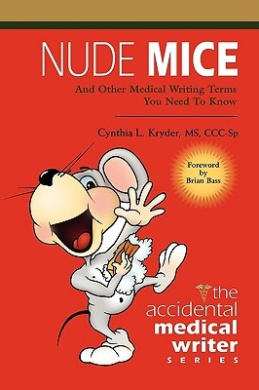 NUDE MICE
And Other Medical Writing Terms
You Need To Know
Cynthia L. Kryder, MS, CCC-Sp
Foreword
by
Brian Bass
the
accidental
medical
writer
SERIES